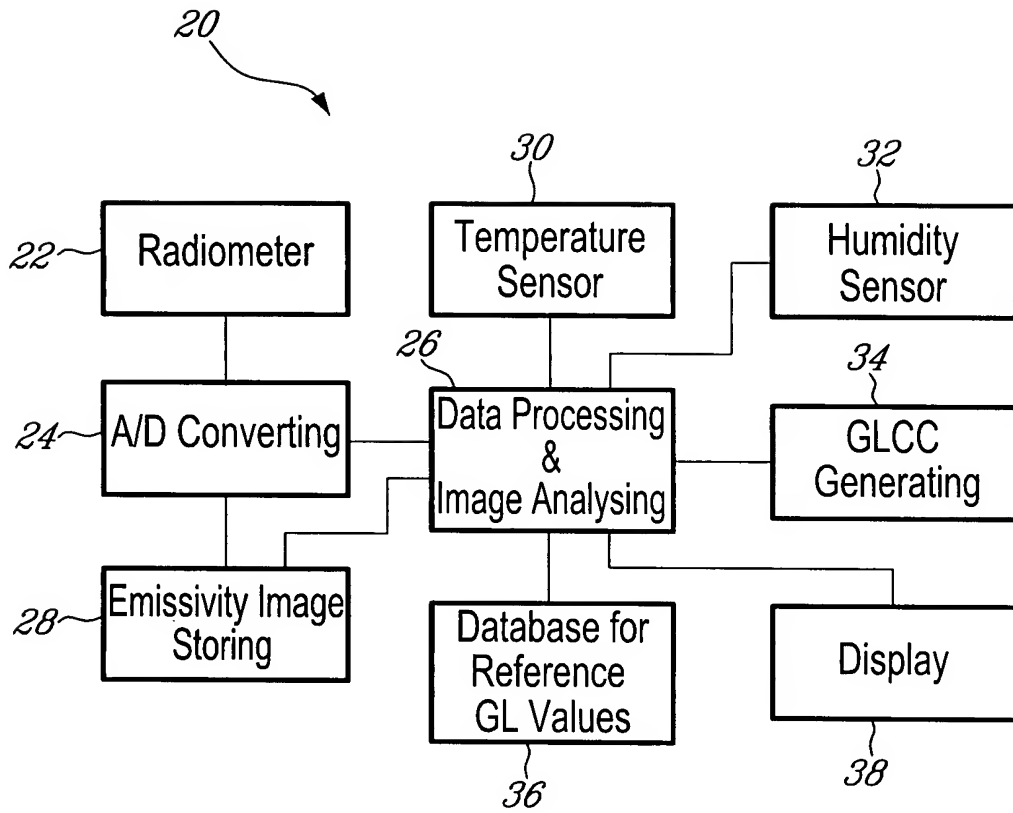 20
30
32
22
Radiometer
Temperature
Sensor
Humidity
Sensor
26
34
24
A/D Converting
Data Processing
&
Image Analysing
GLCC
Generating
28
Emissivity Image
Storing
Database for
Reference
GL Values
Display
36
38